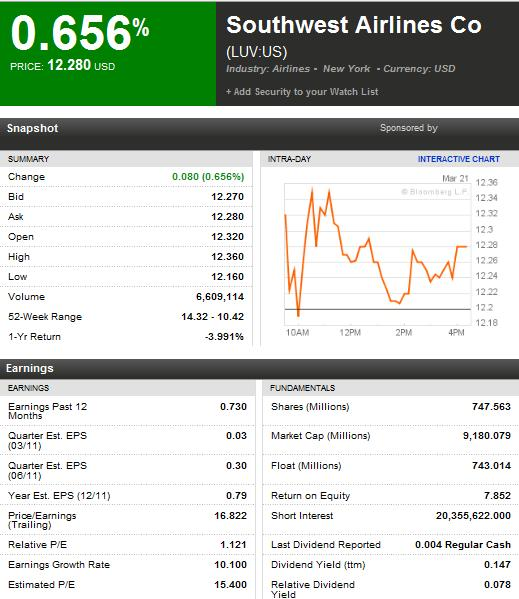 0.656%
PRICE: 12.280 USD
Southwest Airlines Co
(LUV:US)
Industry: Airlines - New York - Currency: USD
+ Add Security to your Watch List
Snapshot
Sponsored by
SUMMARY
Change 0.080 (0.656%)
Bid 12.270
Ask 12.280
Open 12.320
High 12.360
Low 12.160
Volume 6,609,114
52-Week Range 14.32 - 10.42
1-Yr Return -3.991%
INTRA-DAY INTERACTIVE CHART
Mar 21
© Bloomberg L.P.
12.36
12.34
12.32
12.3
12.28
12.26
12.24
12.22
12.2
12.18
10AM 12PM 2PM 4PM
Earnings
EARNINGS
Earnings Past 12 0.730
Months
Quarter Est. EPS 0.03
(03/11)
Quarter Est. EPS 0.30
(06/11)
Year Est. EPS (12/11) 0.79
Price/Earnings 16.822
(Trailing)
Relative P/E 1.121
Earnings Growth Rate 10.100
Estimated P/E 15.400
FUNDAMENTALS
Shares (Millions) 747.563
Market Cap (Millions) 9,180.079
Float (Millions) 743.014
Return on Equity 7.852
Short Interest 20,355,622.000
Last Dividend Reported 0.004 Regular Cash
Dividend Yield (ttm) 0.147
Relative Dividend 0.078
Yield